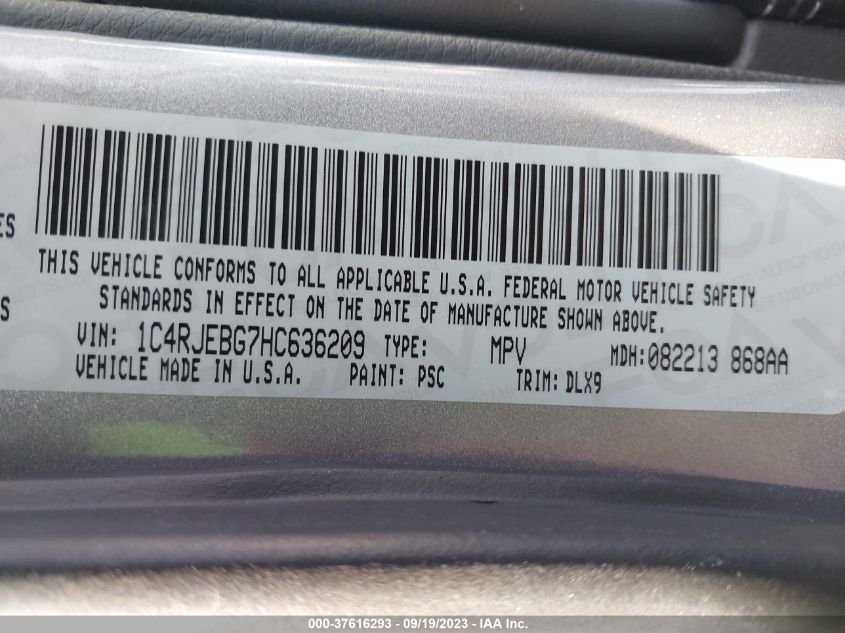 ES
THIS VEHICLE CONFORMS TO ALL APPLICABLE U.S.A. FEDERAL MOTOR VEHICLE SAFETY
S
STANDARDS IN EFFECT ON THE DATE OF MANUFACTURE SHOWN ABOVE.
VIN: 1C4RJEBG7HC636209 TYPE: MPV MDH:082213 868AA
VEHICLE MADE IN U.S.A. PAINT: PSC TRIM: DLX9
000-37616293 - 09/19/2023 - IAA Inc.